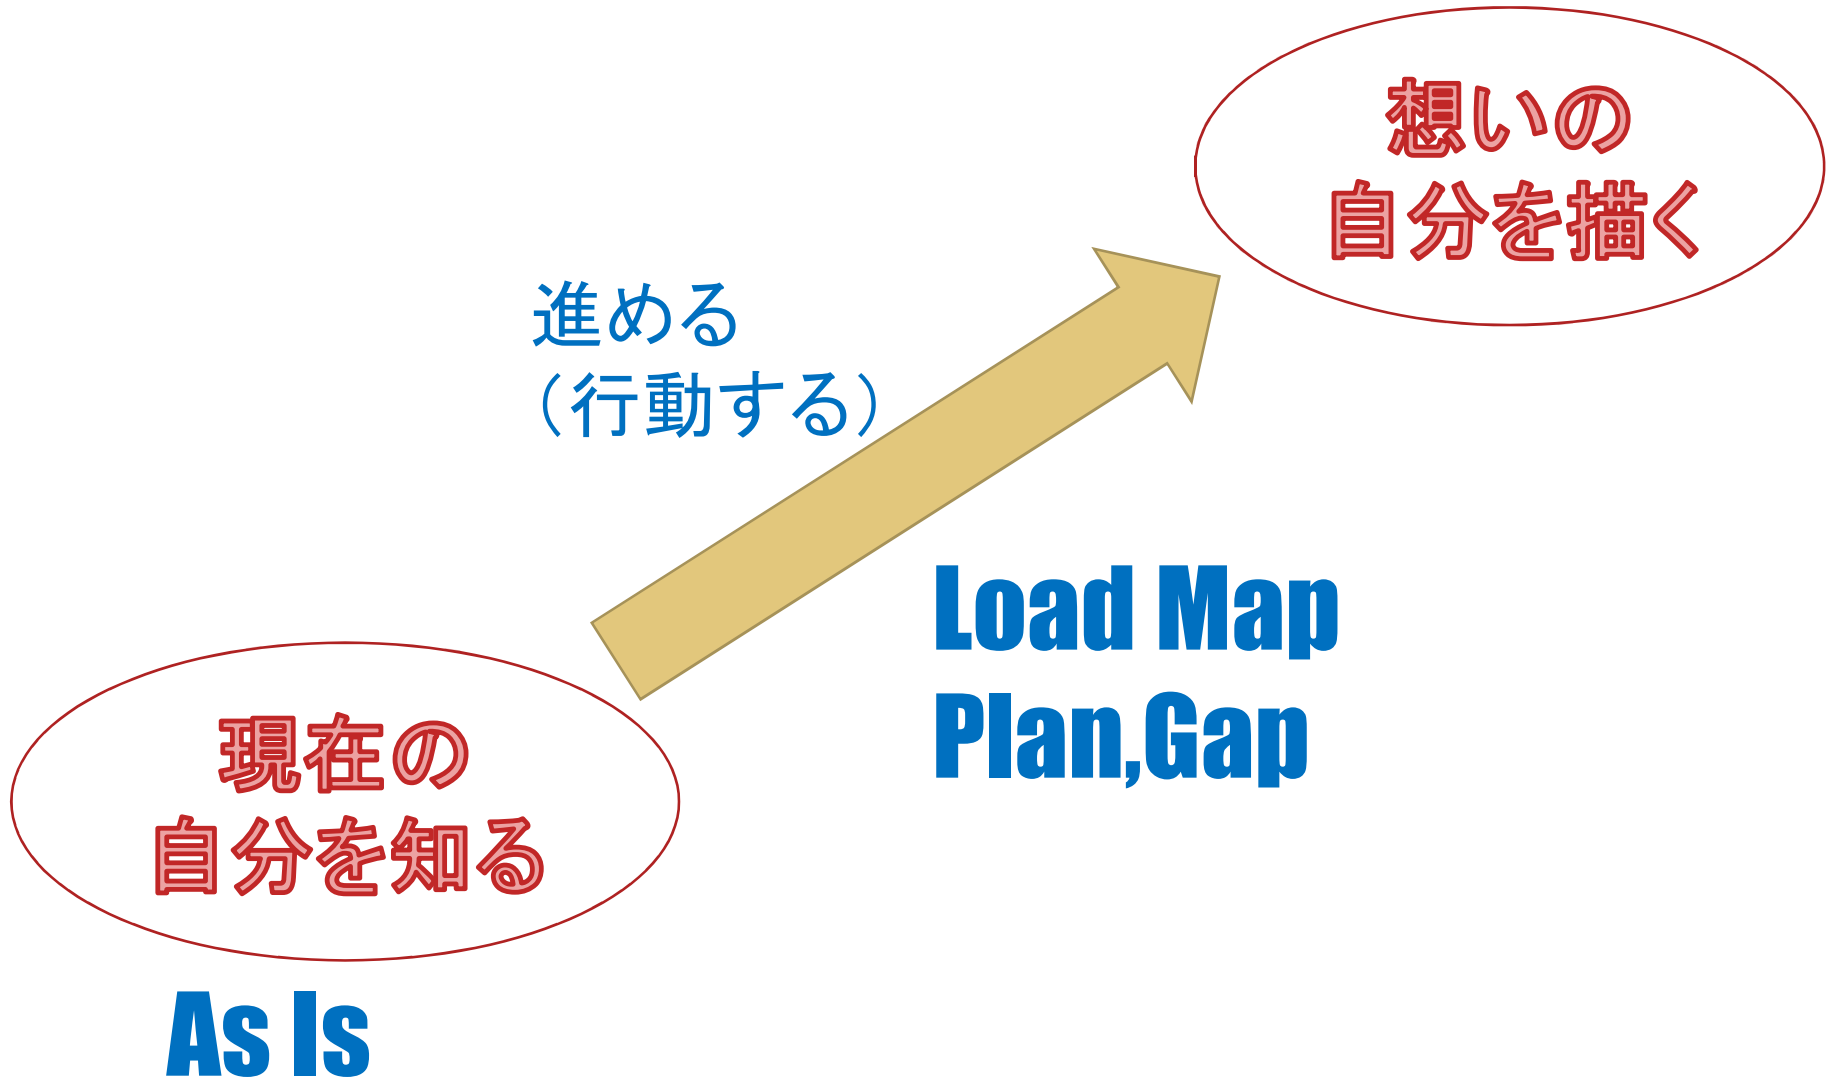 想いの
自分を描く
進める
（行動する）
Load Map
Plan,Gap
現在の
自分を知る
As Is